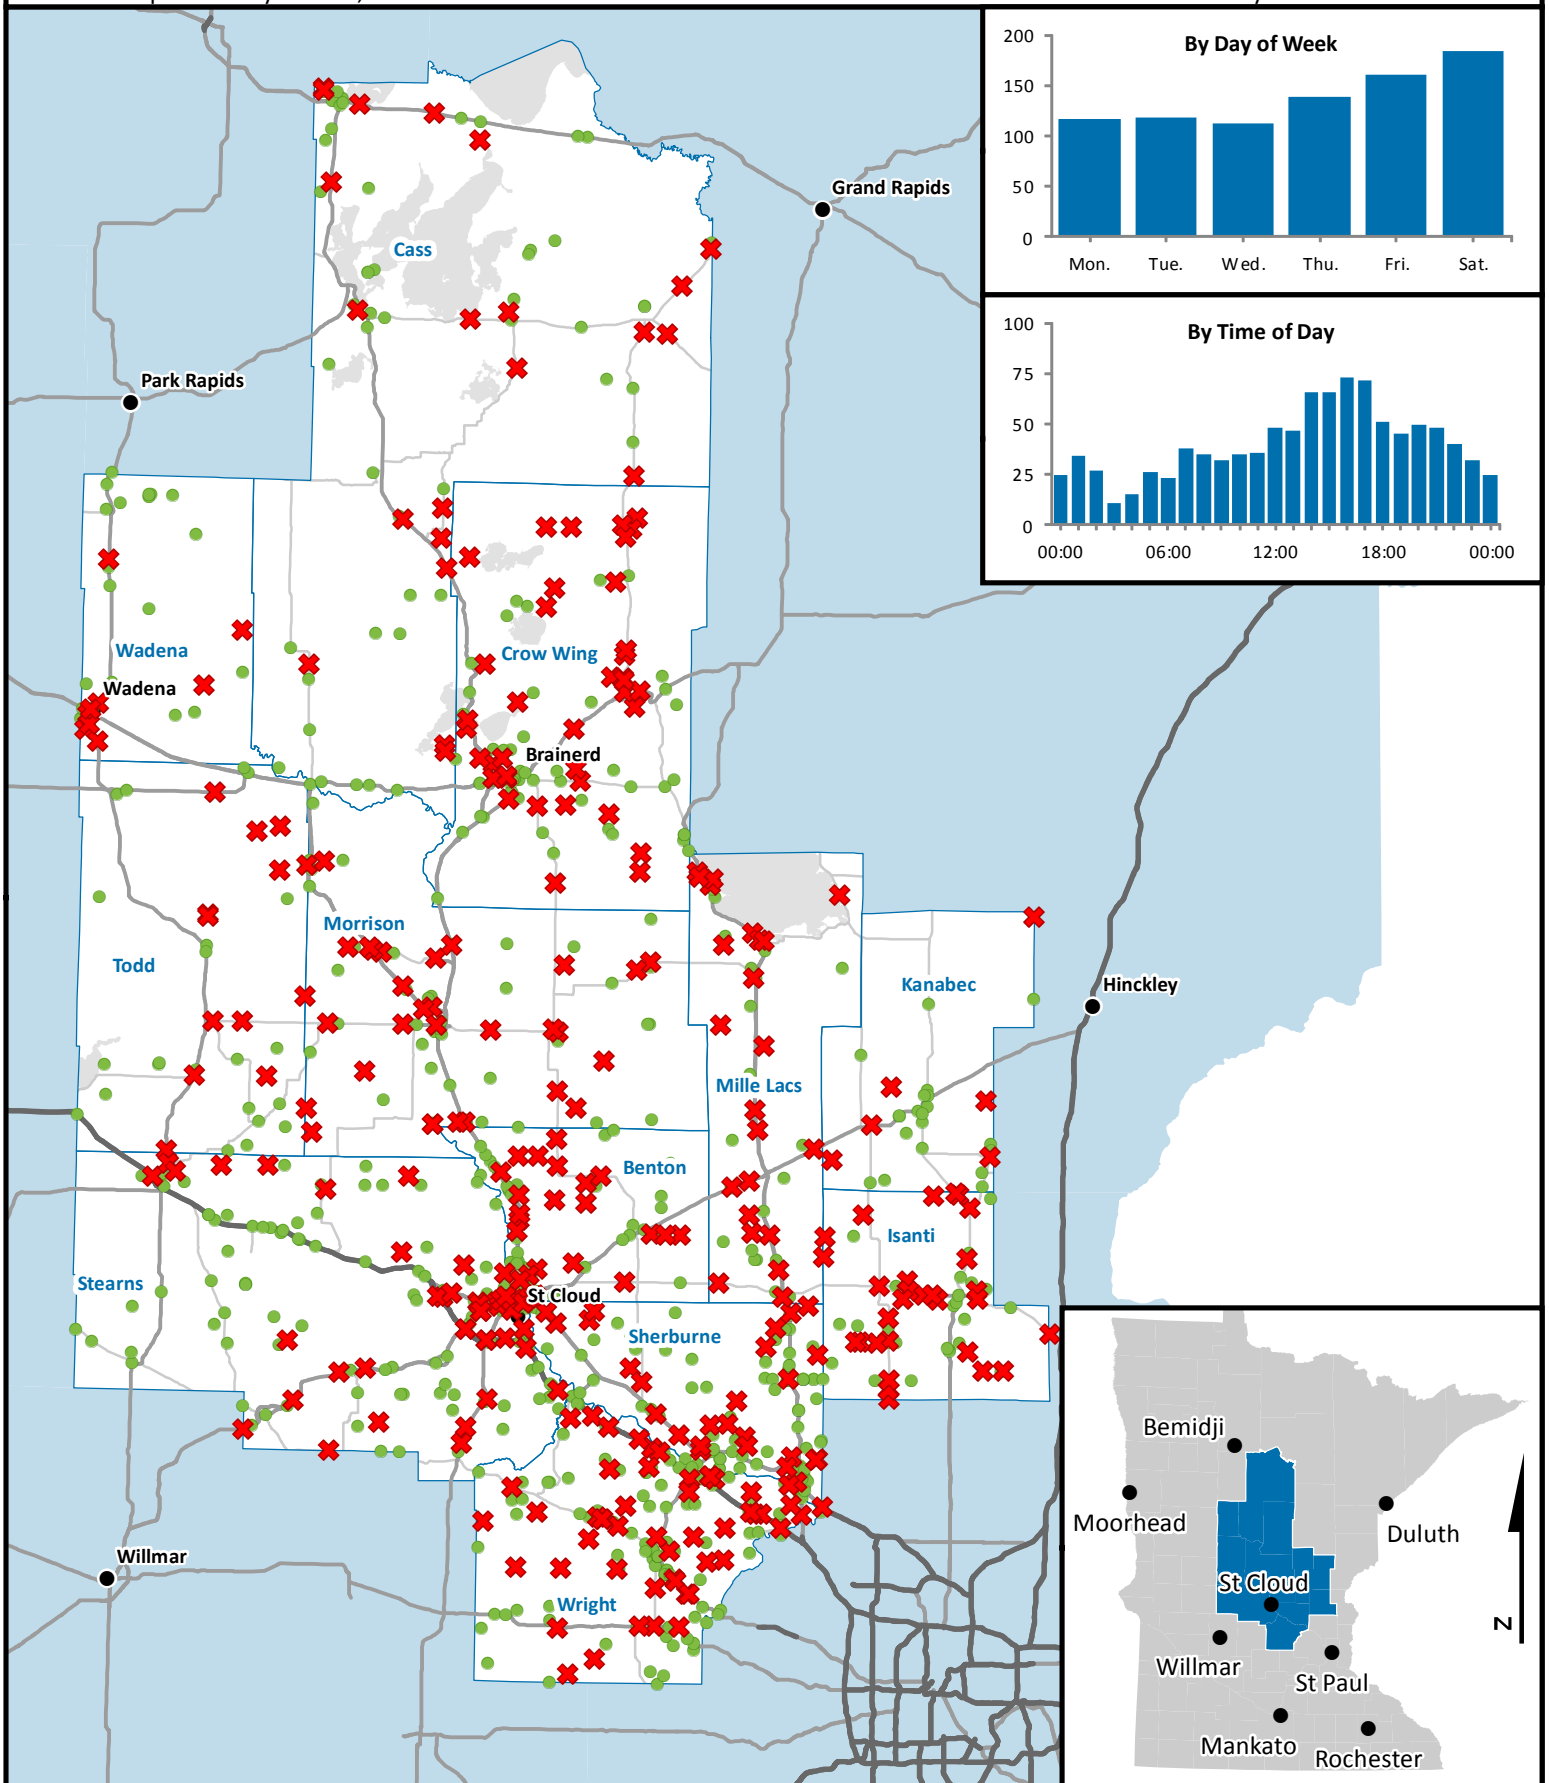 200
By Day of Week
150
100
50
0
Mon. Tue. Wed. Thu. Fri. Sat.
100
By Time of Day
75
50
25
0
00:00 06:00 12:00 18:00 00:00
Grand Rapids
Cass
Park Rapids
Wadena
Crow Wing
Wadena
Brainerd
Morrison
Todd
Kanabec
Hinckley
Mille Lacs
Benton
Isanti
Stearns
St Cloud
Sherburne
Willmar
Wright
Bemidji
Moorhead
Duluth
St Cloud
Willmar
St Paul
Mankato
Rochester
N